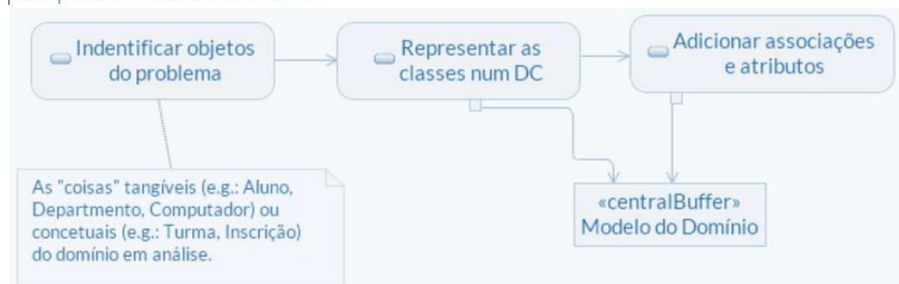 Indentificar objetos
do problema
Representar as
classes num DC
Adicionar associações
e atributos
As "coisas" tangíveis (e.g.: Aluno,
Departmento, Computador) ou
concetuais (e.g.: Turma, Inscrição)
do domínio em análise.
«centralBuffer»
Modelo do Domínio